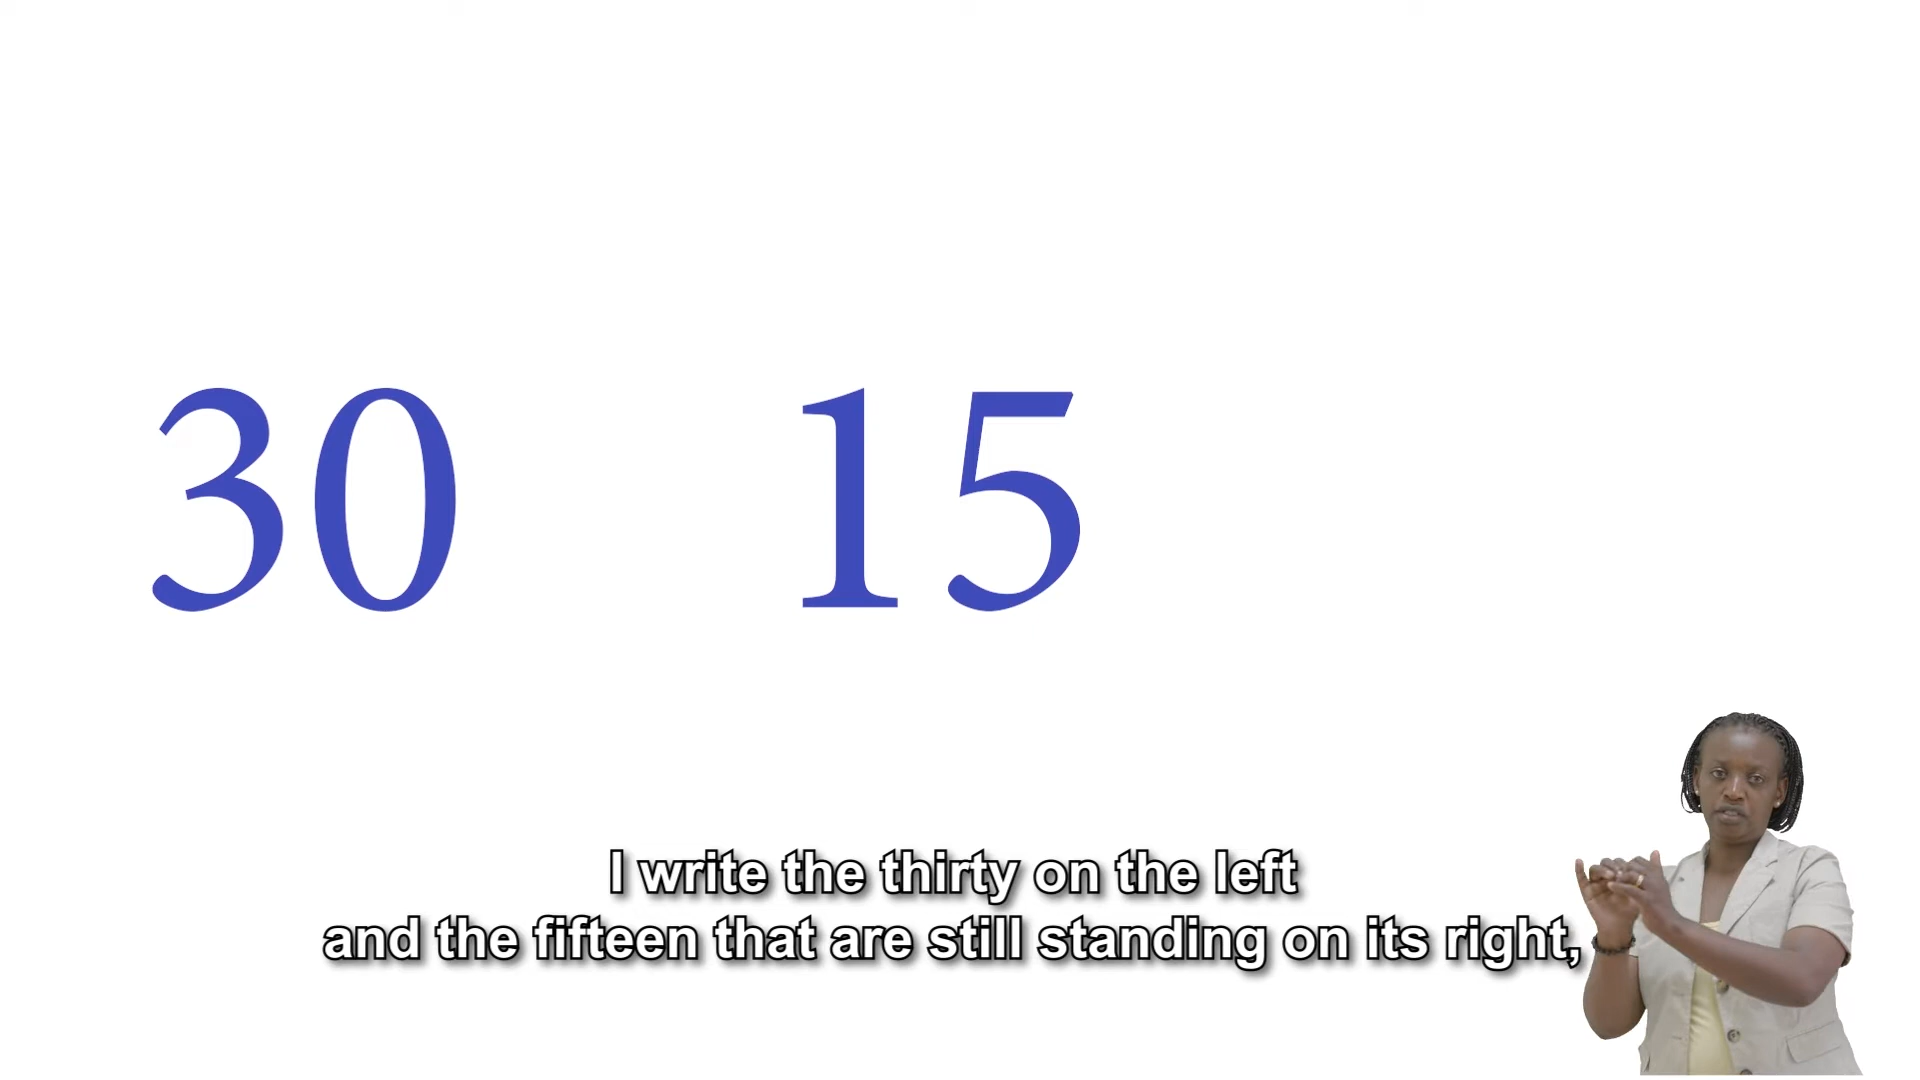 30 15
I write the thirty on the left
and the fifteen that are still standing on its right,